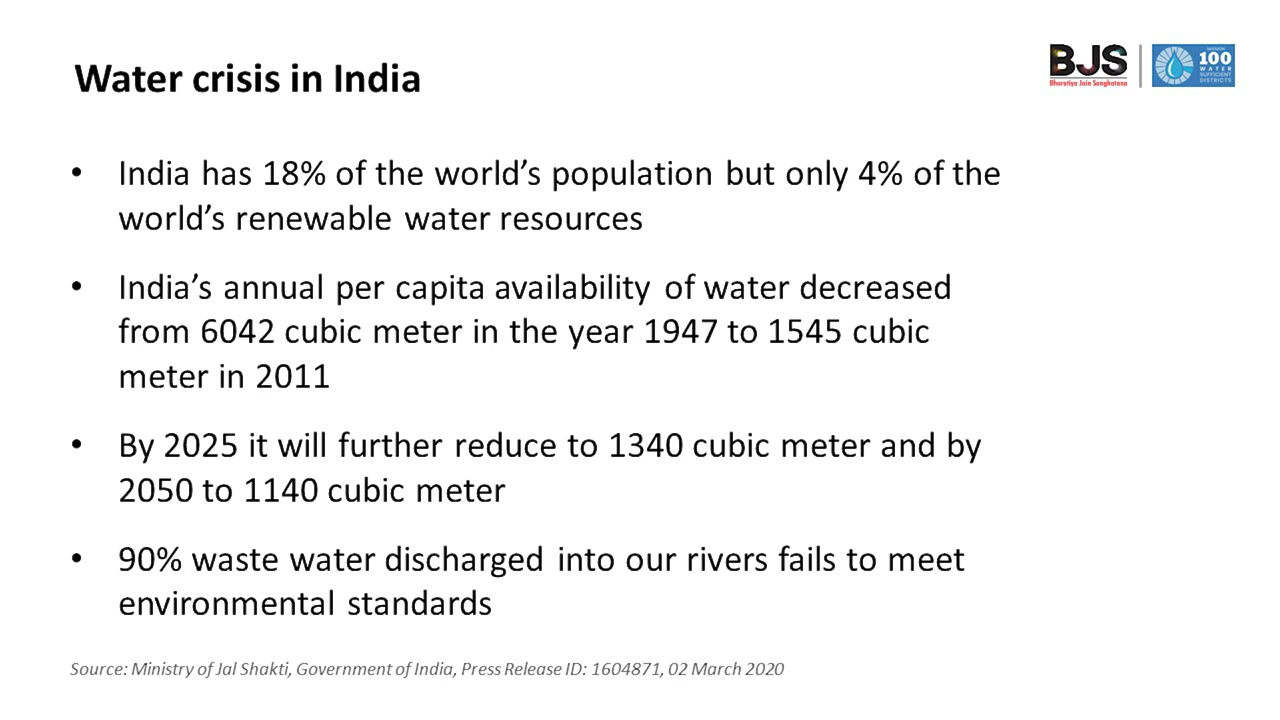 Water crisis in India
BJS
Bharatiya Jain Sanghatana
MISSION
100
WATER
SUFFICIENT
DISTRICTS
• India has 18% of the world’s population but only 4% of the
world’s renewable water resources
• India’s annual per capita availability of water decreased
from 6042 cubic meter in the year 1947 to 1545 cubic
meter in 2011
• By 2025 it will further reduce to 1340 cubic meter and by
2050 to 1140 cubic meter
• 90% waste water discharged into our rivers fails to meet
environmental standards
Source: Ministry of Jal Shakti, Government of India, Press Release ID: 1604871, 02 March 2020